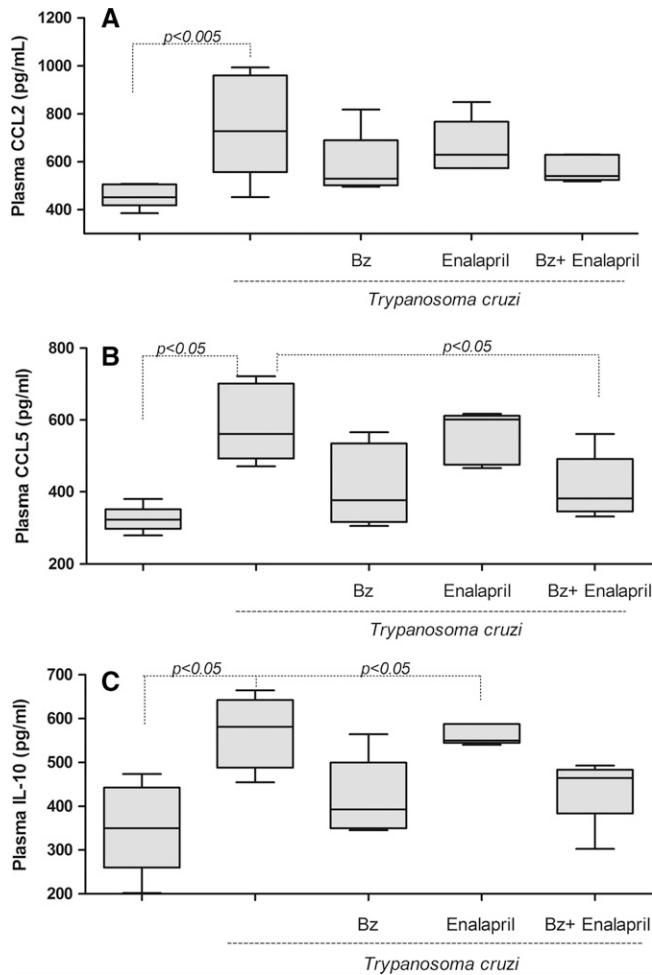 A
p<0.005
Plasma CCL2 (pg/mL)
1200
1000
800
600
400
Bz Enalapril Bz+ Enalapril
Trypanosoma cruzi
B
p<0.05 p<0.05
Plasma CCL5 (pg/ml)
800
600
400
200
Bz Enalapril Bz+ Enalapril
Trypanosoma cruzi
C
p<0.05 p<0.05
Plasma IL-10 (pg/ml)
700
600
500
400
300
200
Bz Enalapril Bz+ Enalapril
Trypanosoma cruzi